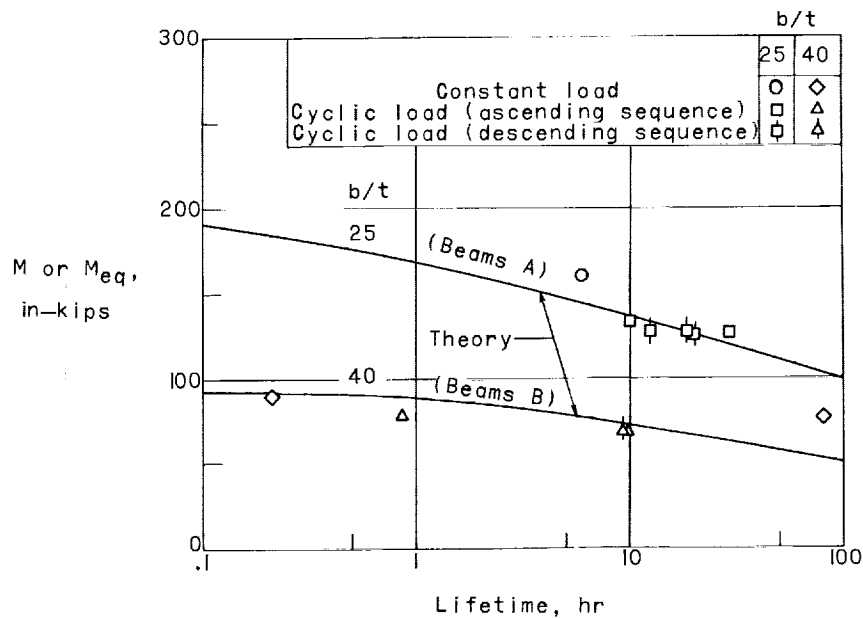 b/t
25 40
Constant load
Cyclic load (ascending sequence)
Cyclic load (descending sequence)
300
200
100
0
M or Meq,
in—kips
b/t
25
(Beams A)
Theory
40
(Beams B)
.1
1
10
100
Lifetime, hr